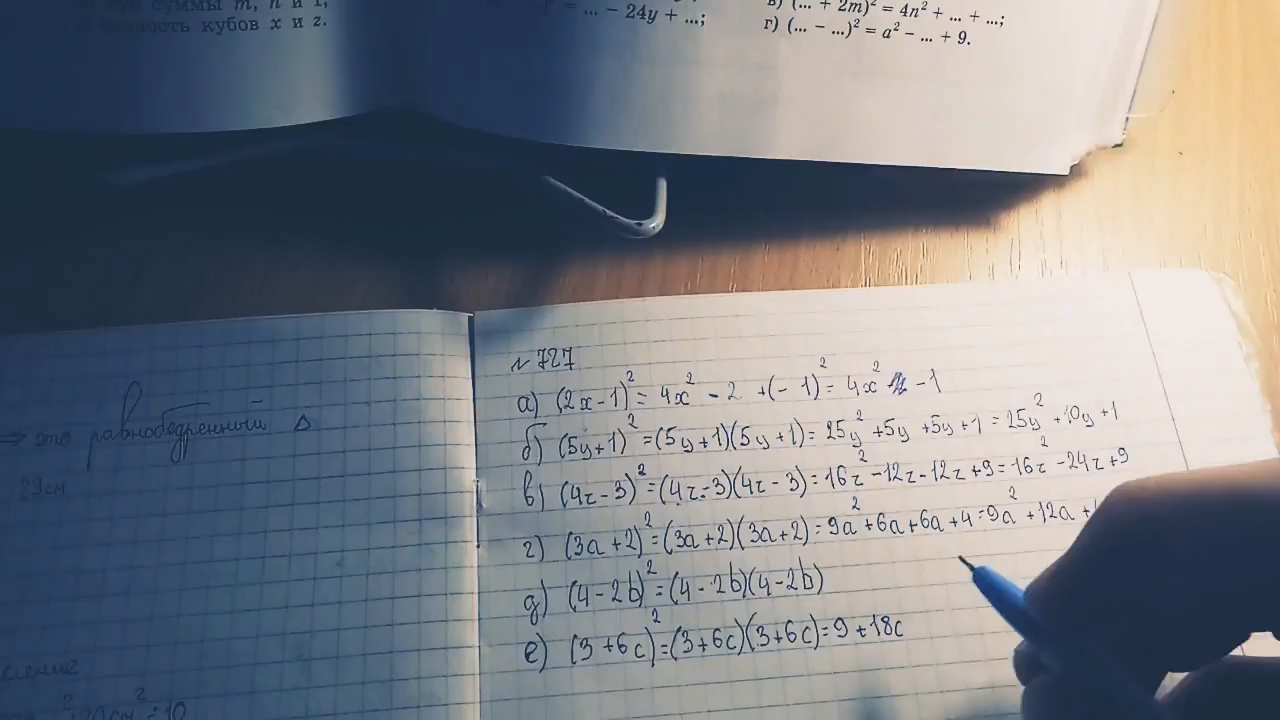 суммы m, n и
кубов x и z.
= ... − 24y + ...;
в) (... + 2m)² = 4n² + ... + ...;
г) (... − ...)² = a² − ... + 9.
⇒ это равнобедренный Δ
29см
N 727
а) (2x-1)² = 4x² - 2 +(-1)² = 4x² -1
б) (5y+1)² =(5y+1)(5y+1)= 25y² +5y +5y+1 = 25y² +10y+1
в) (4z-3)²=(4z-3)(4z-3)=16z²-12z-12z+9=16z²-24z+9
г) (3a+2)²=(3a+2)(3a+2)=9a²+6a+6a+4=9a²+12a+
д) (4-2b)²=(4-2b)(4-2b)
е) (3+6c)²=(3+6c)(3+6c)=9+18c
=10